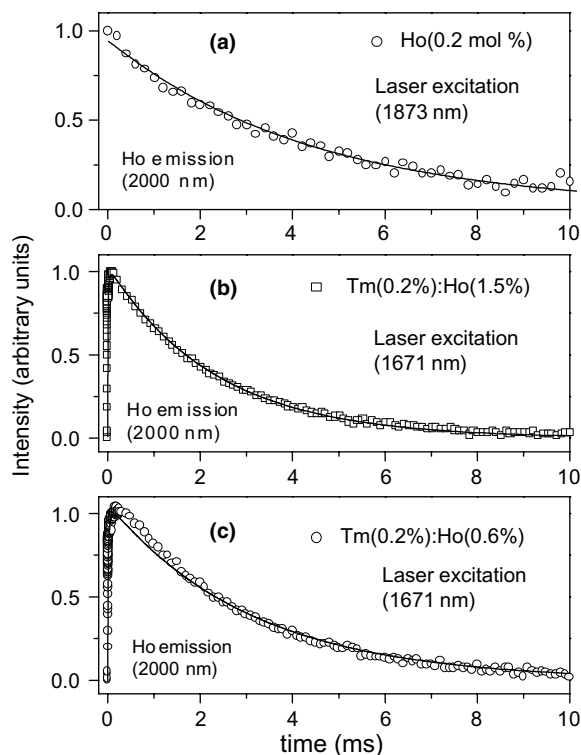 1.0
(a)
Ho(0.2 mol %)
Laser excitation
(1873 nm)
0.5
Ho emission
(2000 nm)
0.0
0 2 4 6 8 10
1.0
(b)
Tm(0.2%):Ho(1.5%)
Laser excitation
(1671 nm)
0.5
Ho emission
(2000 nm)
0.0
0 2 4 6 8 10
1.0
(c)
Tm(0.2%):Ho(0.6%)
Laser excitation
(1671 nm)
0.5
Ho emission
(2000 nm)
0.0
0 2 4 6 8 10
time (ms)
Intensity (arbitrary units)